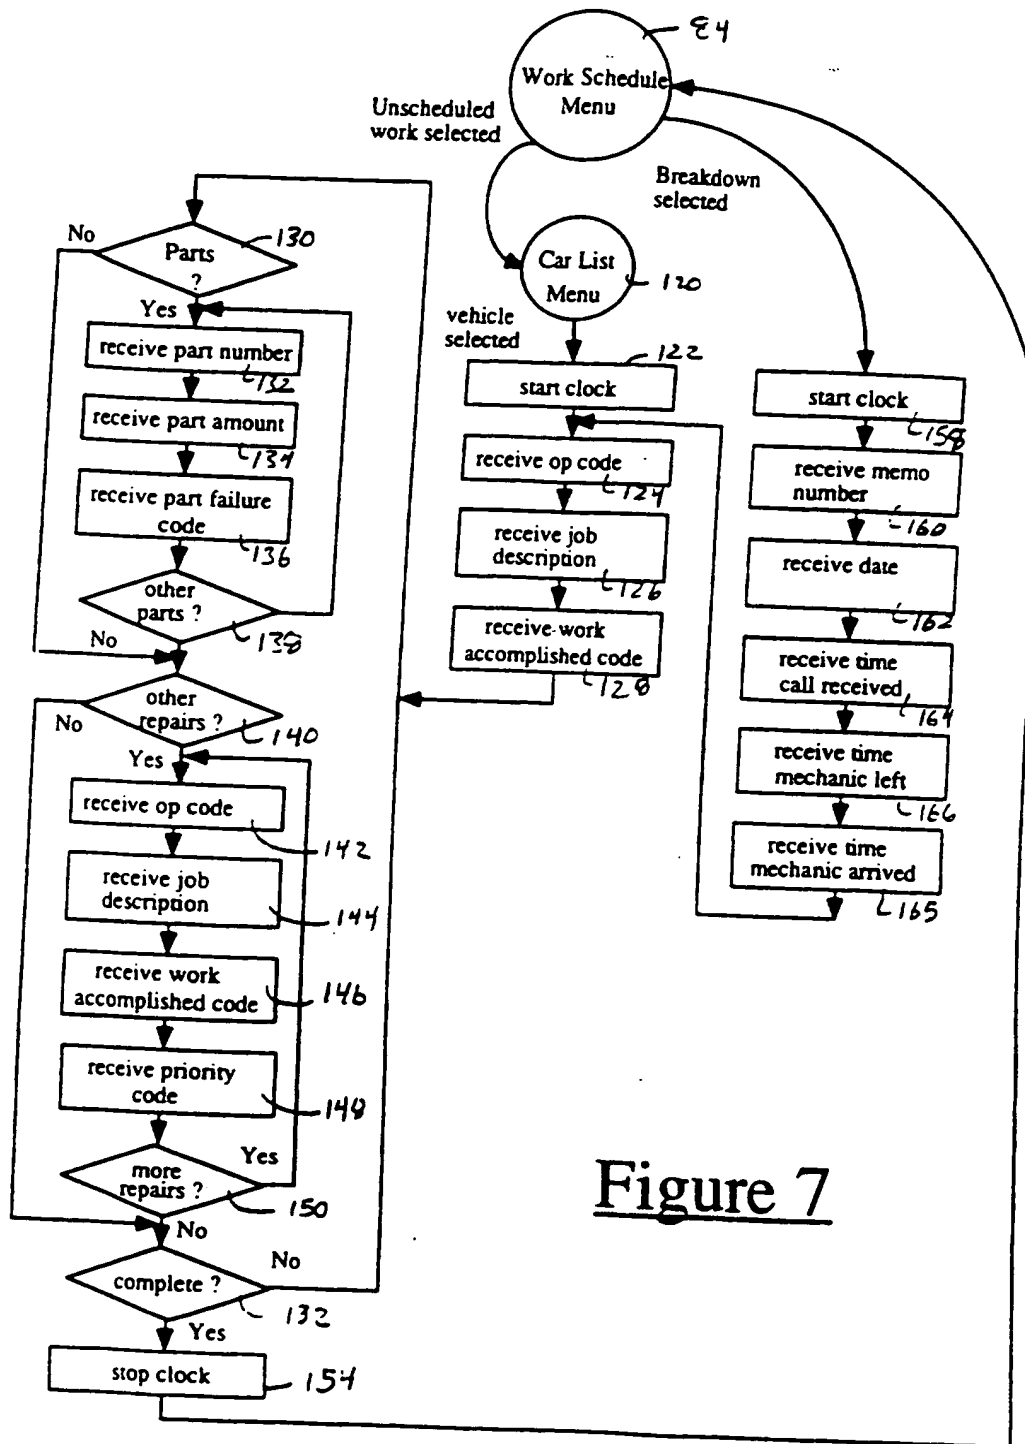 84
Work Schedule
Menu
Unscheduled
work selected
Breakdown
selected
Car List
Menu
120
vehicle
selected
122
start clock
receive op code
124
receive job
description
126
receive work
accomplished code
128
start clock
158
receive memo
number
160
receive date
162
receive time
call received
164
receive time
mechanic left
166
receive time
mechanic arrived
165
No
Parts
?
130
Yes
receive part number
132
receive part amount
134
receive part failure
code
136
other
parts ?
138
No
other
repairs ?
140
No
Yes
receive op code
142
receive job
description
144
receive work
accomplished code
146
receive priority
code
148
more
repairs ?
Yes
150
No
complete ?
No
132
Yes
stop clock
154
Figure 7